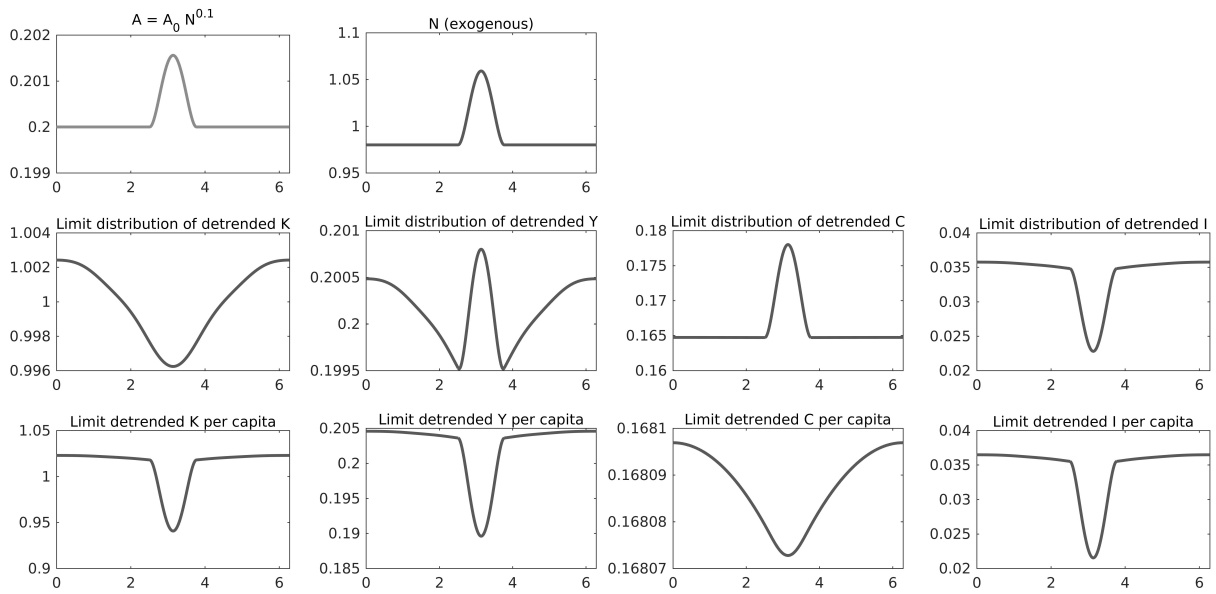 A = A0 N0.1
N (exogenous)
0.202
0.201
0.2
0.199
0 2 4 6
1.1
1.05
1
0.95
0 2 4 6
Limit distribution of detrended K
Limit distribution of detrended Y
Limit distribution of detrended C
Limit distribution of detrended I
1.004
1.002
1
0.998
0.996
0 2 4 6
0.201
0.2005
0.2
0.1995
0 2 4 6
0.18
0.175
0.17
0.165
0.16
0 2 4 6
0.04
0.035
0.03
0.025
0.02
0 2 4 6
Limit detrended K per capita
Limit detrended Y per capita
Limit detrended C per capita
Limit detrended I per capita
1.05
1
0.95
0.9
0 2 4 6
0.205
0.2
0.195
0.19
0.185
0 2 4 6
0.1681
0.16809
0.16808
0.16807
0 2 4 6
0.04
0.035
0.03
0.025
0.02
0 2 4 6